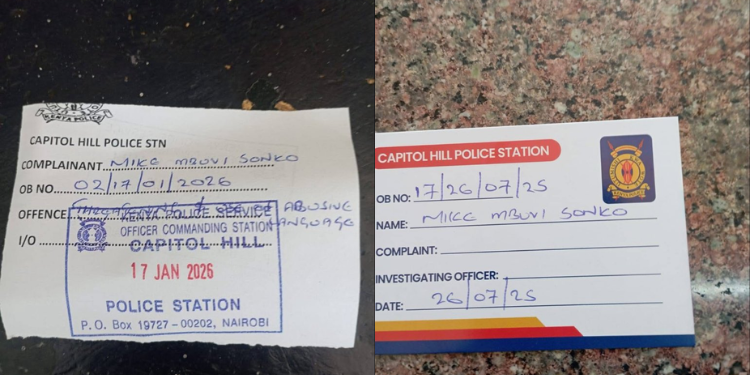 KENYA POLICE
CAPITOL HILL POLICE STN
COMPLAINANT MIKE MBUVI SONKO
OB NO. 02/17/01/2026
OFFENCE. & USE OF ABUSING
LANGUAGE
I/O
KENYA POLICE SERVICE
OFFICER COMMANDING STATION
CAPITOL HILL
17 JAN 2026
POLICE STATION
P. O. Box 19727 - 00202, NAIROBI
CAPITOL HILL POLICE STATION
OB NO: 17/26/07/25
NAME: MIKE MBUVI SONKO
COMPLAINT:
INVESTIGATING OFFICER:
DATE: 26/07/25